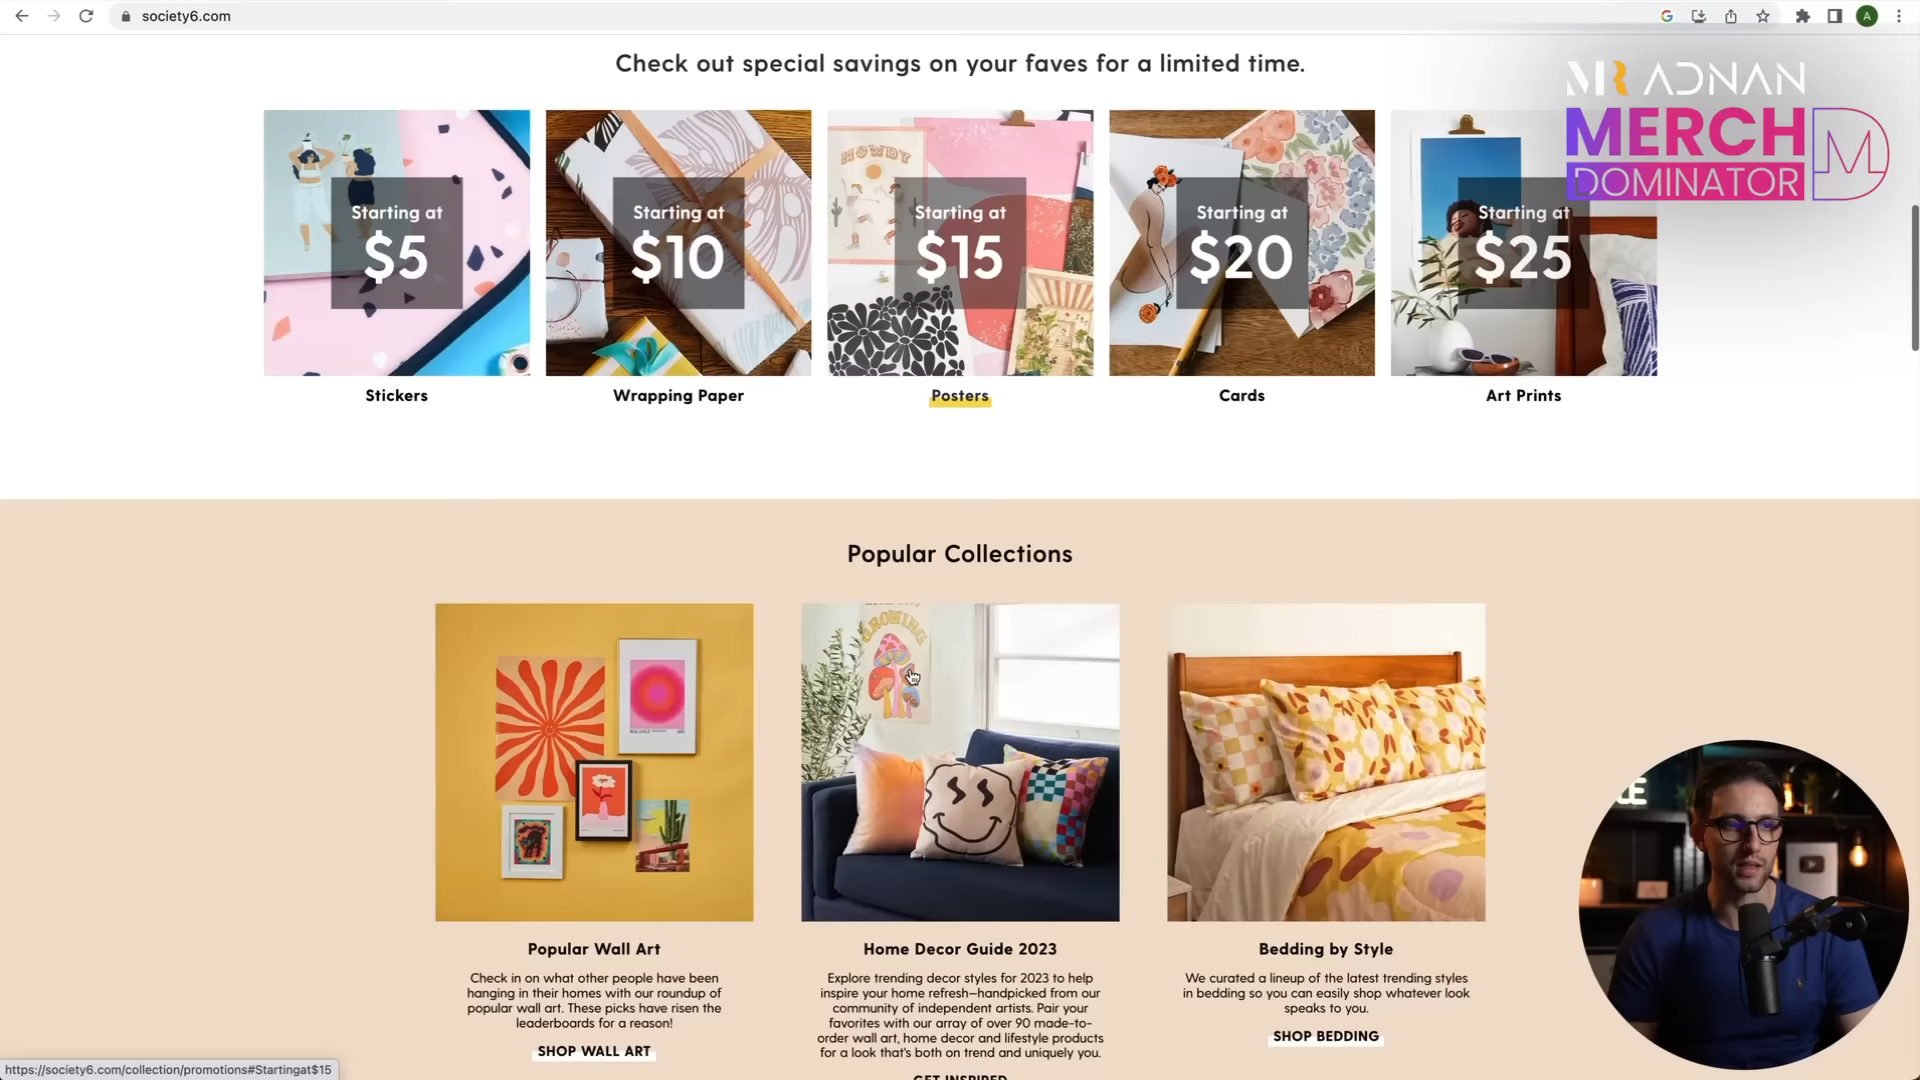 society6.com
A
Check out special savings on your faves for a limited time.
MR ADNAN
MERCH
DOMINATOR
HOWDY
Starting at
$5
Starting at
$10
Starting at
$15
Starting at
$20
Starting at
$25
Stickers
Wrapping Paper
Posters
Cards
Art Prints
Popular Collections
GROWING
Popular Wall Art
Check in on what other people have been
hanging in their homes with our roundup of
popular wall art. These picks have risen the
leaderboards for a reason!
SHOP WALL ART
Home Decor Guide 2023
Explore trending decor styles for 2023 to help
inspire your home refresh—handpicked from our
community of independent artists. Pair your
favorites with our array of over 90 made-to-
order wall art, home decor and lifestyle products
for a look that's both on trend and uniquely you.
GET INSPIRED
Bedding by Style
We curated a lineup of the latest trending styles
in bedding so you can easily shop whatever look
speaks to you.
SHOP BEDDING
https://society6.com/collection/promotions#Startingat$15